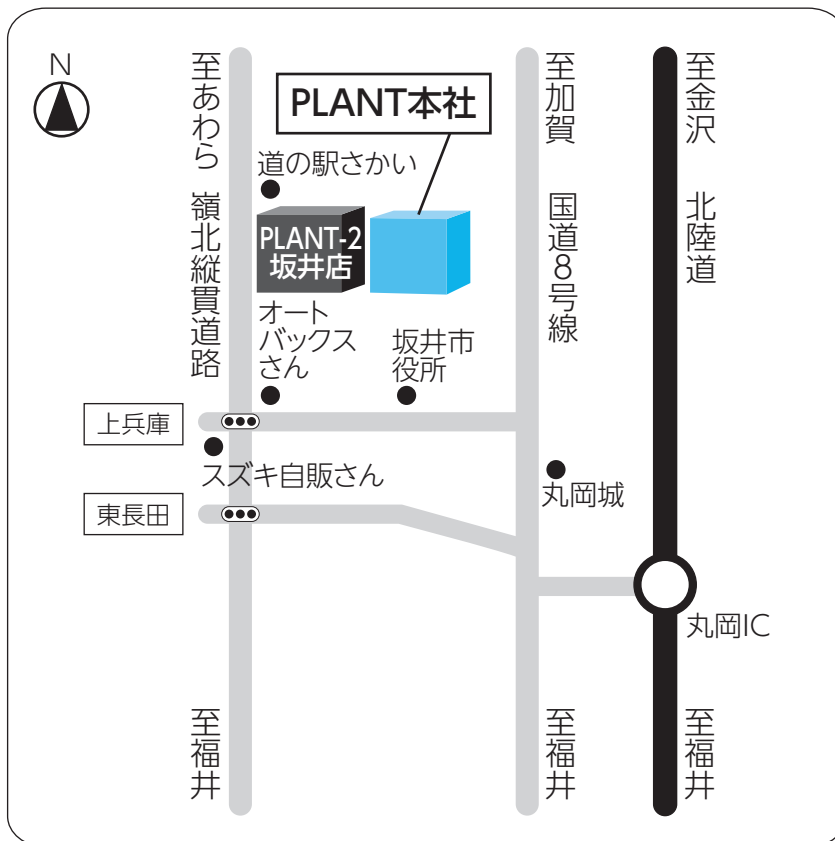 N
至あわら
嶺北縦貫道路
至福井
PLANT本社
道の駅さかい
PLANT-2
坂井店
オート
バックス
さん
坂井市
役所
上兵庫
スズキ自販さん
東長田
至加賀
国道8号線
丸岡城
至福井
至金沢
北陸道
丸岡IC
至福井